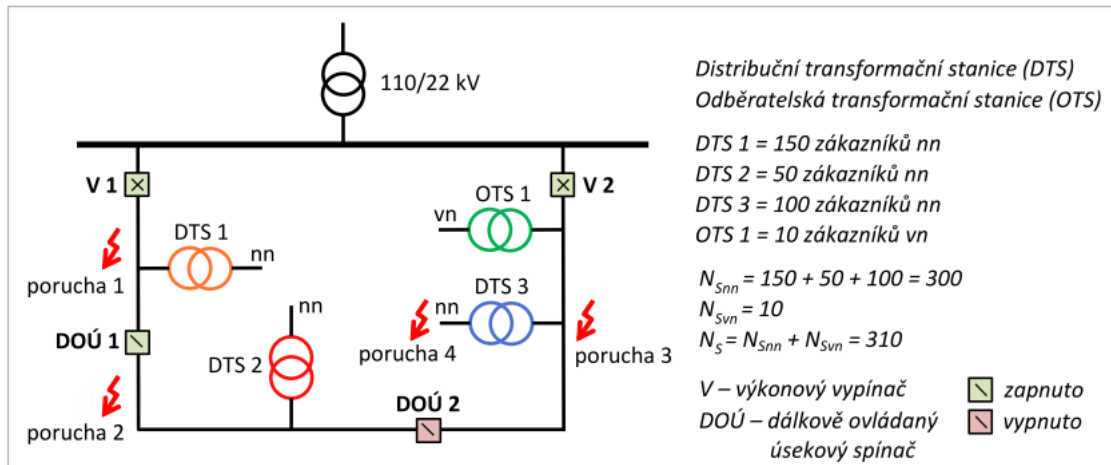 110/22 kV
V 1
V 2
OTS 1
vn
DTS 1
nn
porucha 1
nn
DTS 3
nn
porucha 4
porucha 3
DOÚ 1
DTS 2
porucha 2
DOÚ 2
Distribuční transformační stanice (DTS)
Odběratelská transformační stanice (OTS)
DTS 1 = 150 zákazníků nn
DTS 2 = 50 zákazníků nn
DTS 3 = 100 zákazníků nn
OTS 1 = 10 zákazníků vn
N_Snn = 150 + 50 + 100 = 300
N_Svn = 10
N_S = N_Snn + N_Svn = 310
V – výkonový vypínač
zapnuto
DOÚ – dálkově ovládaný
úsekový spínač
vypnuto